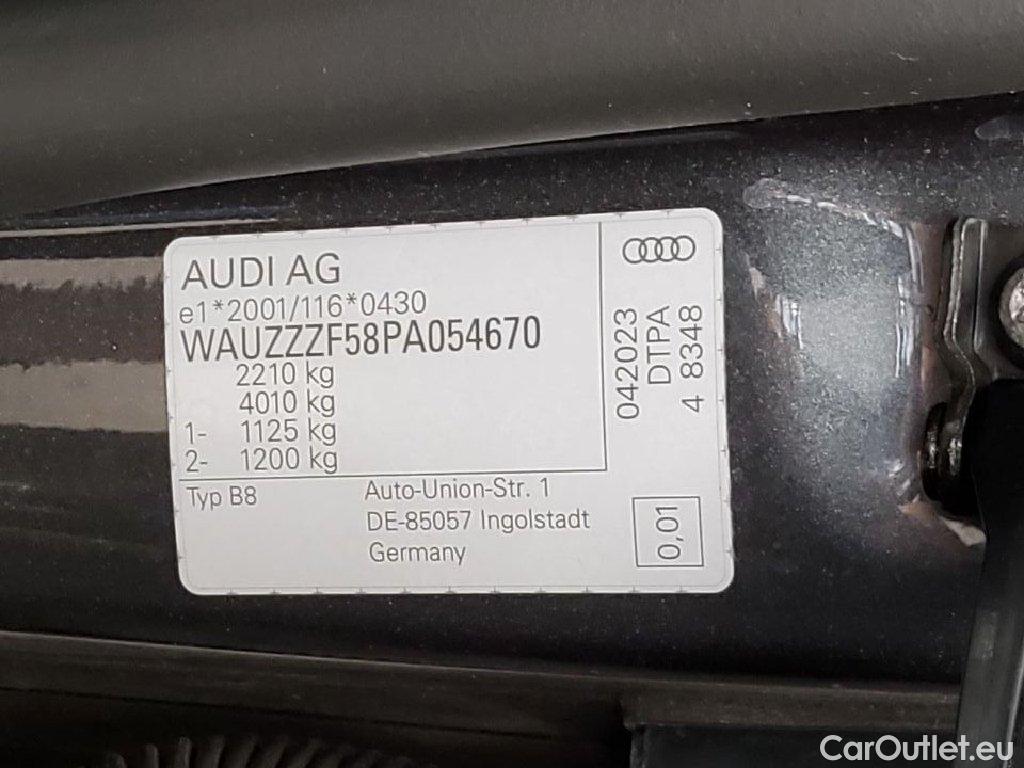 AUDI AG
e1*2001/116*0430
WAUZZZF58PA054670
2210 kg
4010 kg
1- 1125 kg
2- 1200 kg
Typ B8
Auto-Union-Str. 1
DE-85057 Ingolstadt
Germany
042023
DTPA
4 8348
0,01
CarOutlet.eu